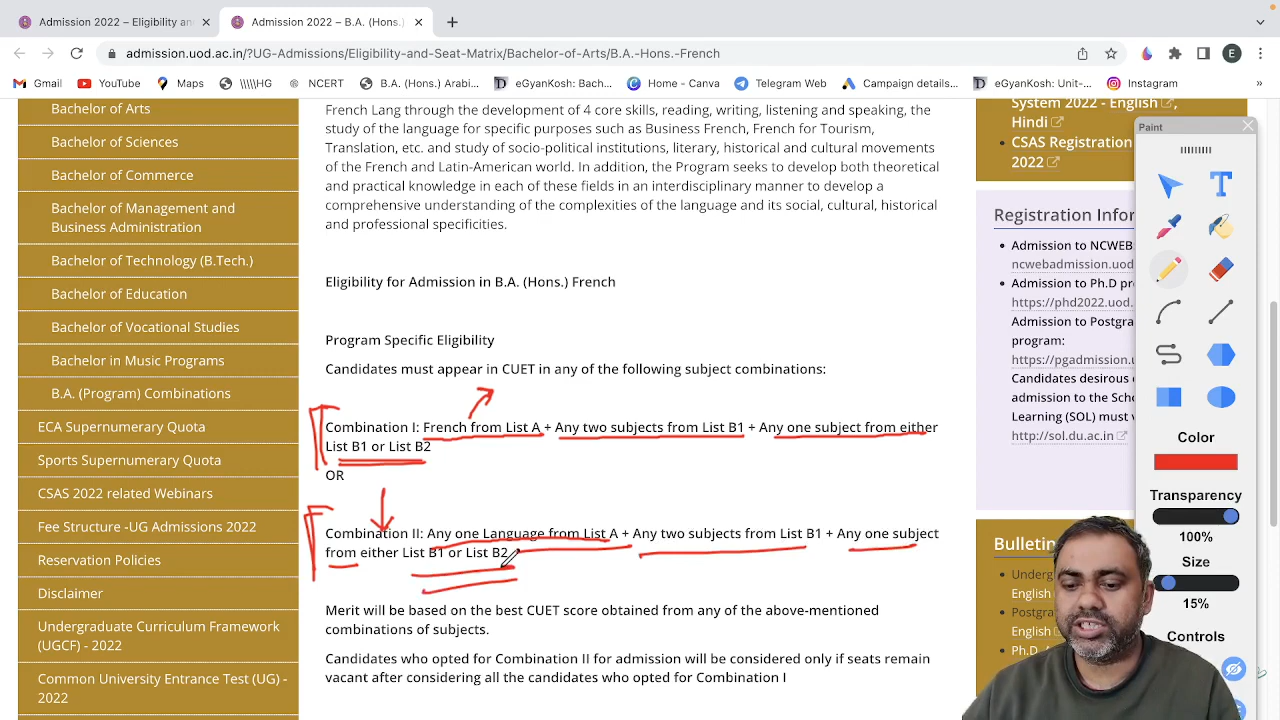 Admission 2022 – Eligibility an
Admission 2022 – B.A. (Hons.)
admission.uod.ac.in/?UG-Admissions/Eligibility-and-Seat-Matrix/Bachelor-of-Arts/B.A.-Hons.-French
E
Gmail
YouTube
Maps
\\\\\HG
NCERT
B.A. (Hons.) Arabi...
eGyanKosh: Bachel...
Home - Canva
Telegram Web
Campaign details...
eGyanKosh: Unit-...
Instagram
»
Bachelor of Arts
Bachelor of Sciences
Bachelor of Commerce
Bachelor of Management and
Business Administration
Bachelor of Technology (B.Tech.)
Bachelor of Education
Bachelor of Vocational Studies
Bachelor in Music Programs
B.A. (Program) Combinations
ECA Supernumerary Quota
Sports Supernumerary Quota
CSAS 2022 related Webinars
Fee Structure -UG Admissions 2022
Reservation Policies
Disclaimer
Undergraduate Curriculum Framework
(UGCF) - 2022
Common University Entrance Test (UG) -
2022
French Lang through the development of 4 core skills, reading, writing, listening and speaking, the
study of the language for specific purposes such as Business French, French for Tourism,
Translation, etc. and study of socio-political institutions, literary, historical and cultural movements
of the French and Latin-American world. In addition, the Program seeks to develop both theoretical
and practical knowledge in each of these fields in an interdisciplinary manner to develop a
comprehensive understanding of the complexities of the language and its social, cultural, historical
and professional specificities.
Eligibility for Admission in B.A. (Hons.) French
Program Specific Eligibility
Candidates must appear in CUET in any of the following subject combinations:
Combination I: French from List A + Any two subjects from List B1 + Any one subject from either
List B1 or List B2
OR
Combination II: Any one Language from List A + Any two subjects from List B1 + Any one subject
from either List B1 or List B2
Merit will be based on the best CUET score obtained from any of the above-mentioned
combinations of subjects.
Candidates who opted for Combination II for admission will be considered only if seats remain
vacant after considering all the candidates who opted for Combination I
System 2022 - English ,
Hindi
CSAS Registration
2022
Registration Infor
Admission to NCWEB
ncwebadmission.uod
Admission to Ph.D pr
https://phd2022.uod.
Admission to Postgra
program:
https://pgadmission.u
Candidates desirous
admission to the Scho
Learning (SOL) must v
http://sol.du.ac.in
Bulletin
Underg
English
Postgra
English
Ph.D.
Paint
T
Color
Transparency
100%
Size
15%
Controls